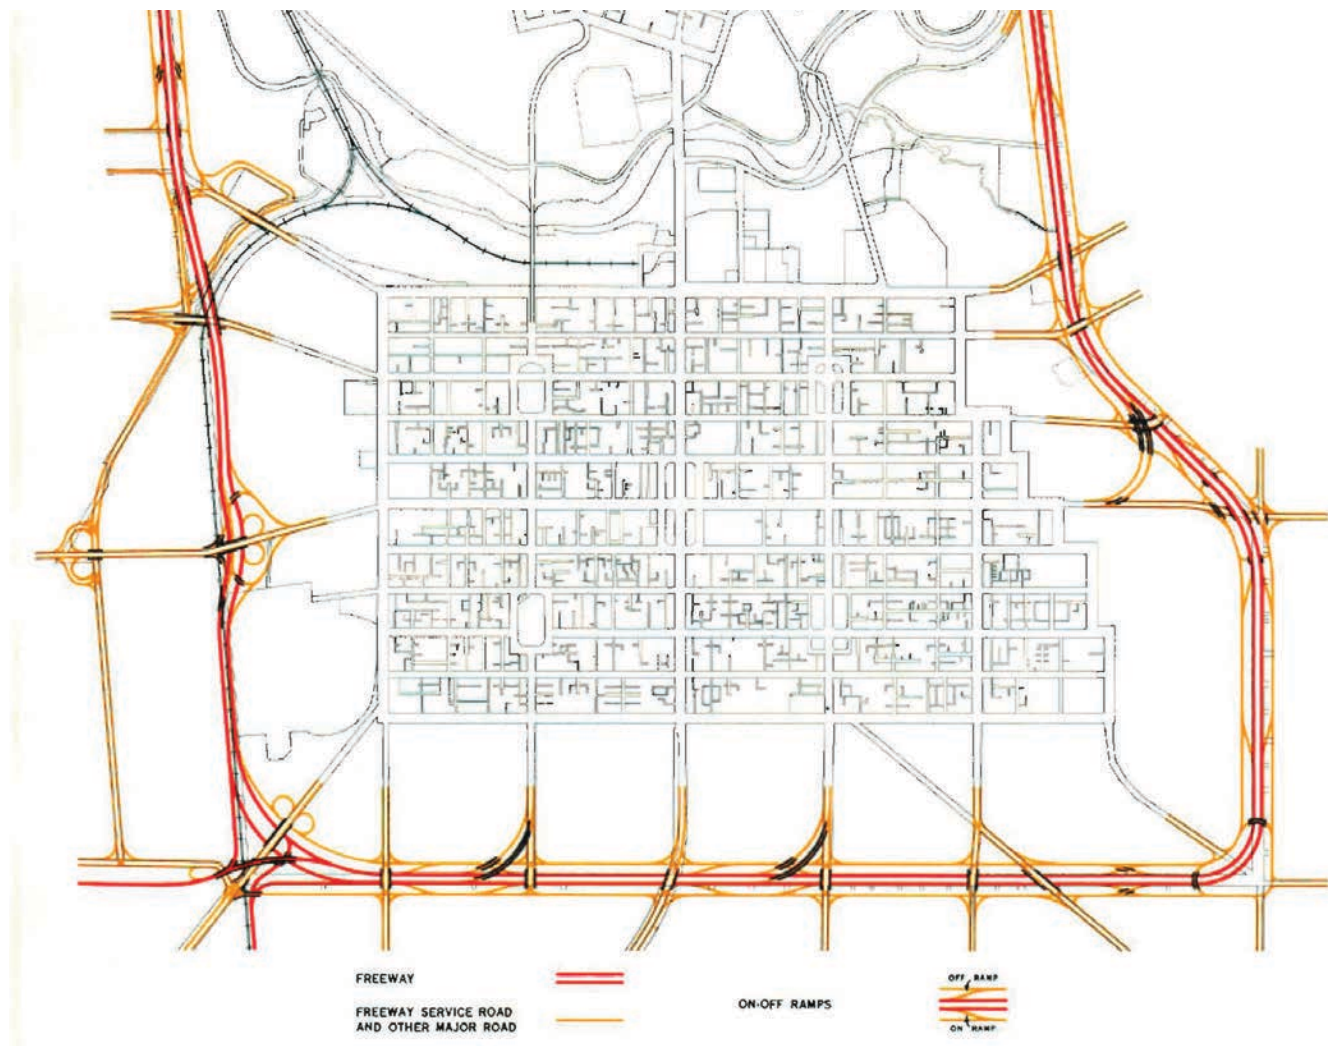 FREEWAY
FREEWAY SERVICE ROAD
AND OTHER MAJOR ROAD
ON-OFF RAMPS
OFF RAMP
ON RAMP